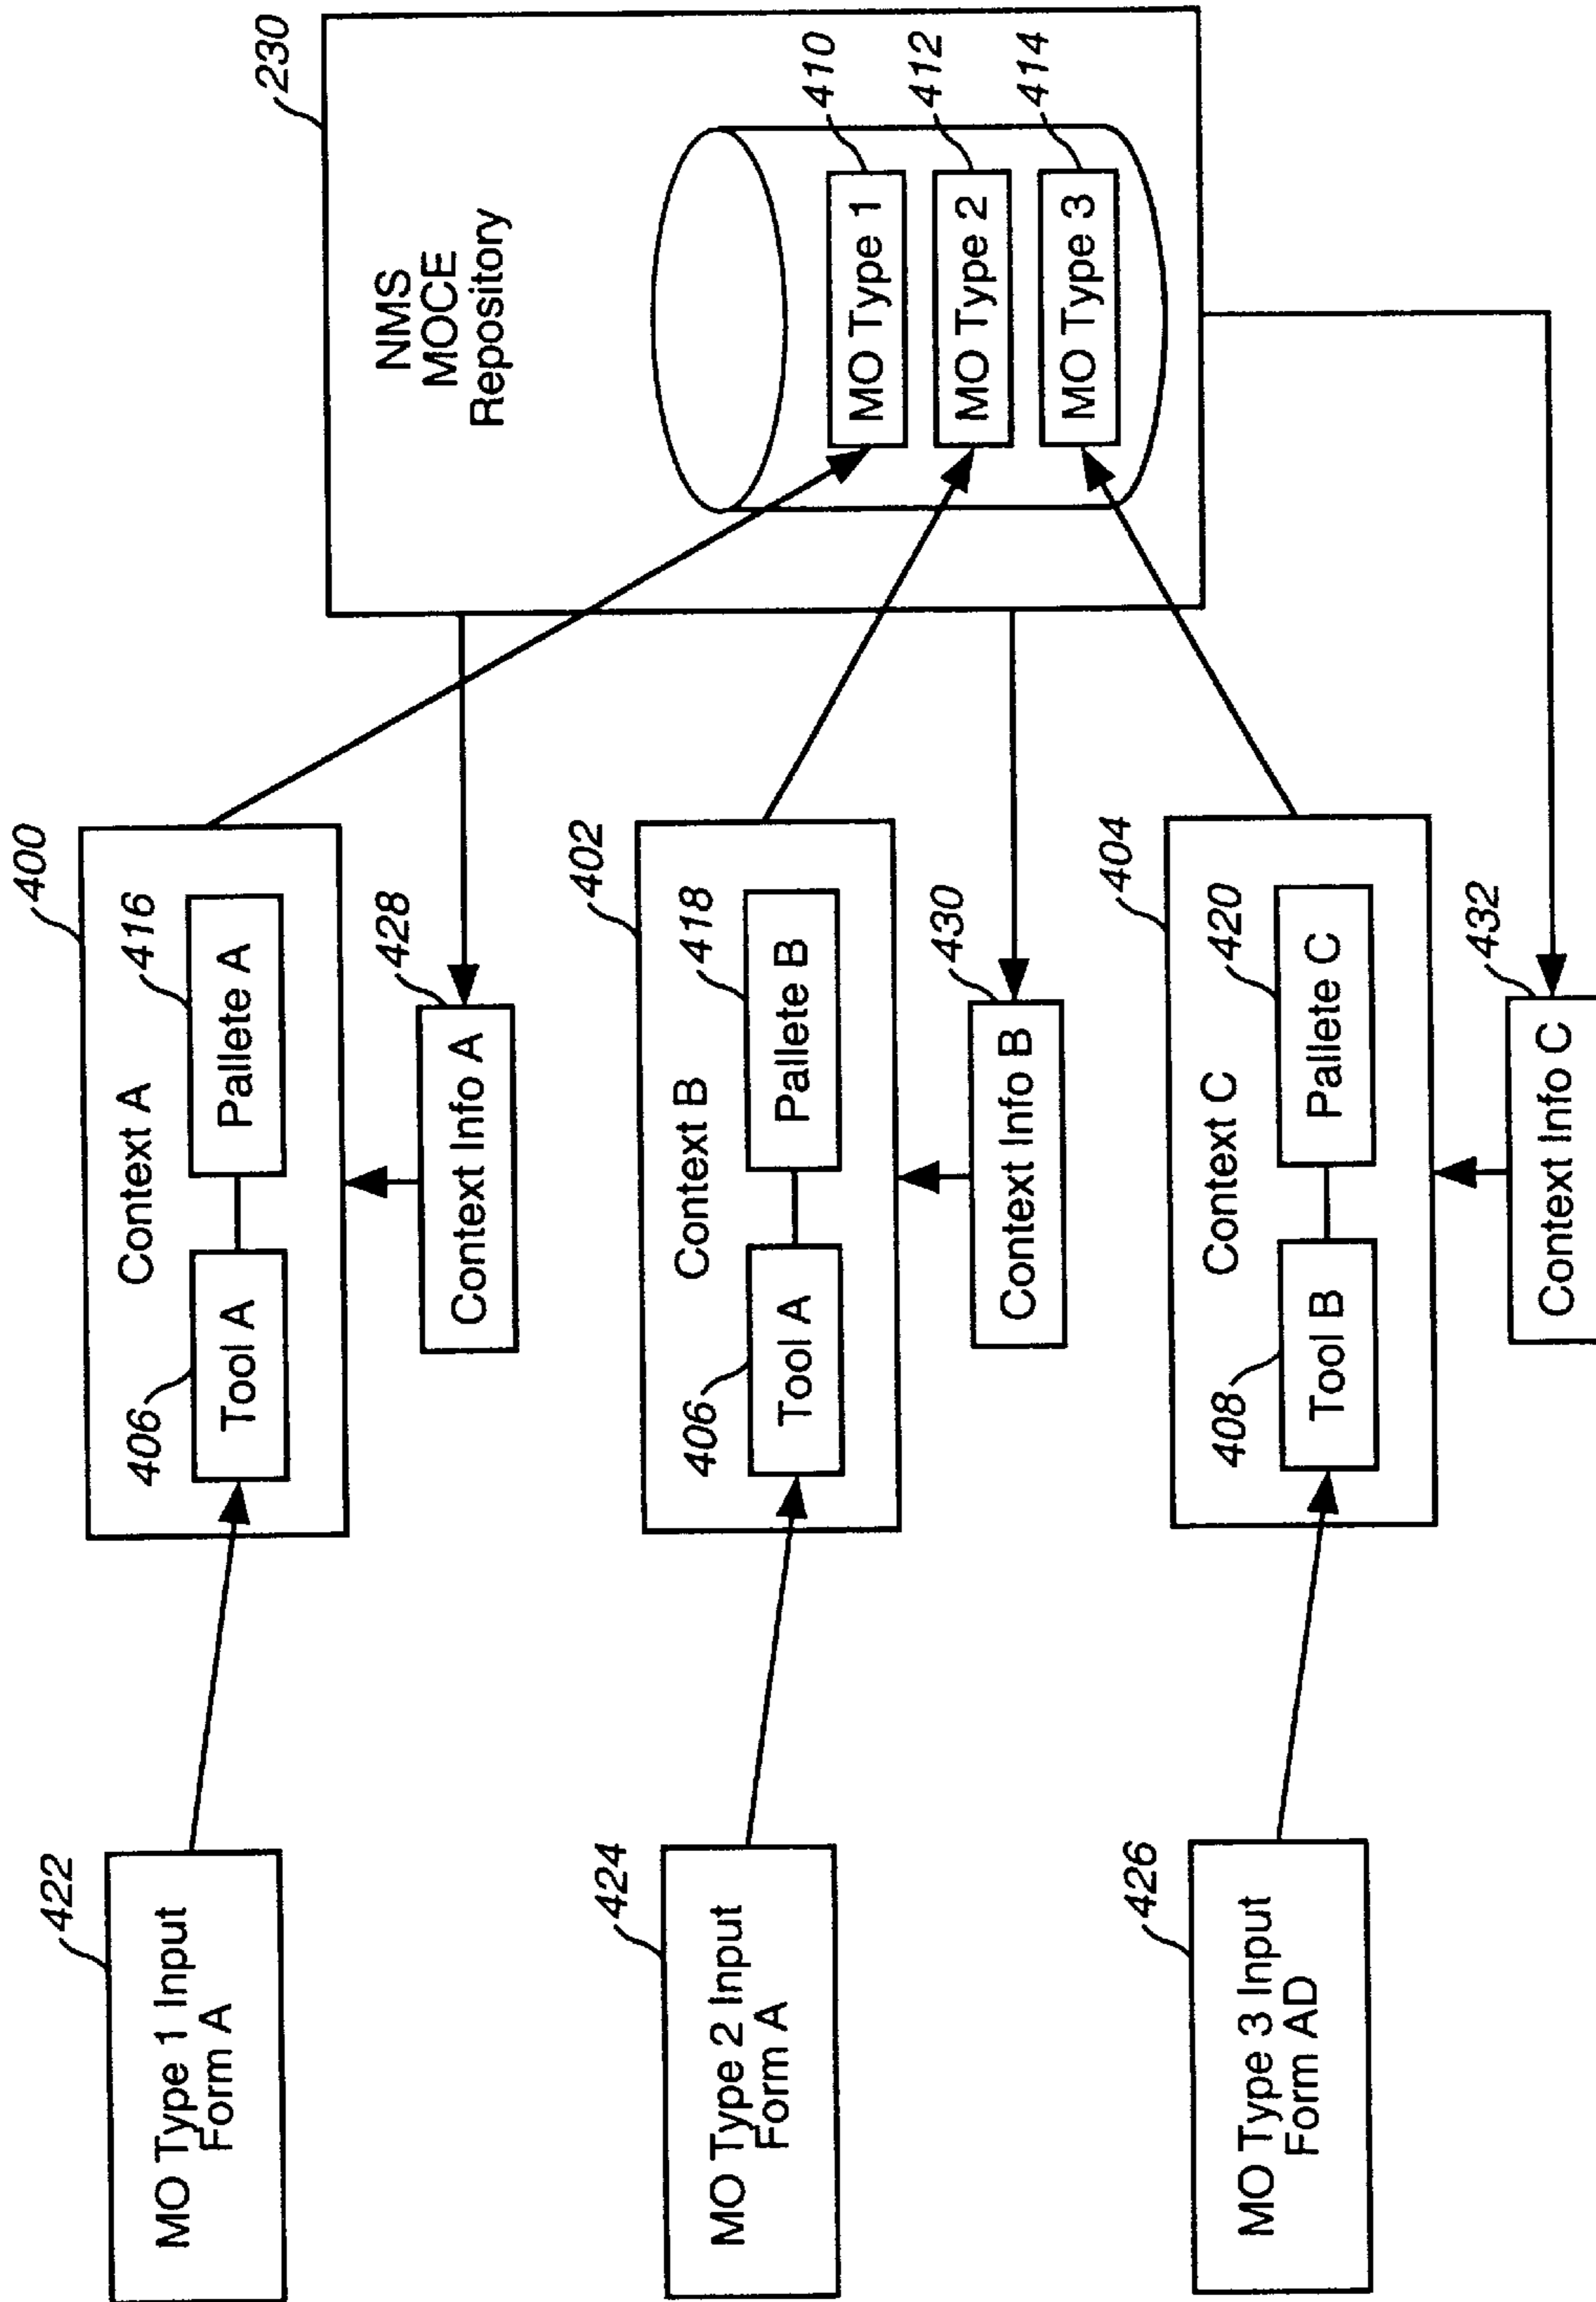 MO Type 1 Input
Form A
422
400
Context A
406
Tool A
416
Pallete A
428
Context Info A
MO Type 2 Input
Form A
424
402
Context B
406
Tool A
418
Pallete B
430
Context Info B
MO Type 3 Input
Form AD
426
404
Context C
408
Tool B
420
Pallete C
432
Context Info C
230
NMS
MOCE
Repository
MO Type 1
410
MO Type 2
412
MO Type 3
414